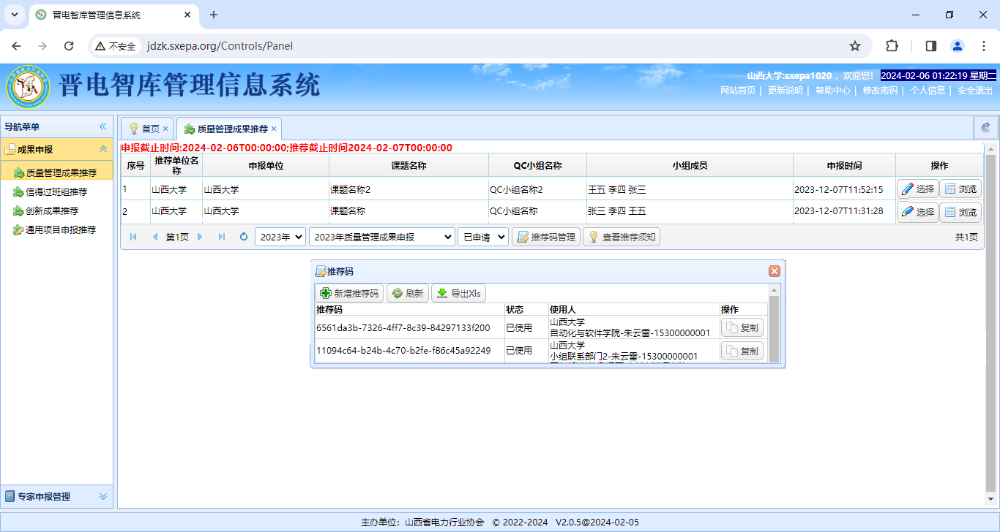 晋电智库管理信息系统
不安全 jdzk.sxepa.org/Controls/Panel
晋电智库管理信息系统
山西大学:sxepa1020 ，欢迎您! 2024-02-06 01:22:19 星期二
网站首页 | 更新说明 | 帮助中心 | 修改密码 | 个人信息 | 安全退出
导航菜单
成果申报
质量管理成果推荐
信得过班组推荐
创新成果推荐
通用项目申报推荐
专家申报管理
首页 × 质量管理成果推荐 ×
申报截止时间:2024-02-06T00:00:00;推荐截止时间2024-02-07T00:00:00
序号 推荐单位名称 申报单位 课题名称 QC小组名称 小组成员 申报时间 操作
1 山西大学 山西大学 课题名称2 QC小组名称2 王五 李四 张三 2023-12-07T11:52:15 选择 浏览
2 山西大学 山西大学 课题名称 QC小组名称 张三 李四 王五 2023-12-07T11:31:28 选择 浏览
第1页 2023年 2023年质量管理成果申报 已申请 推荐码管理 查看推荐须知 共1页
推荐码
新增推荐码 刷新 导出Xls
推荐码 状态 使用人 操作
6561da3b-7326-4ff7-8c39-84297133f200 已使用 山西大学 复制
自动化与软件学院-朱云雷-15300000001
11094c64-b24b-4c70-b2fe-f86c45a92249 已使用 山西大学 复制
小组联系部门2-朱云雷-15300000001
主办单位：山西省电力行业协会 © 2022-2024 V2.0.5@2024-02-05